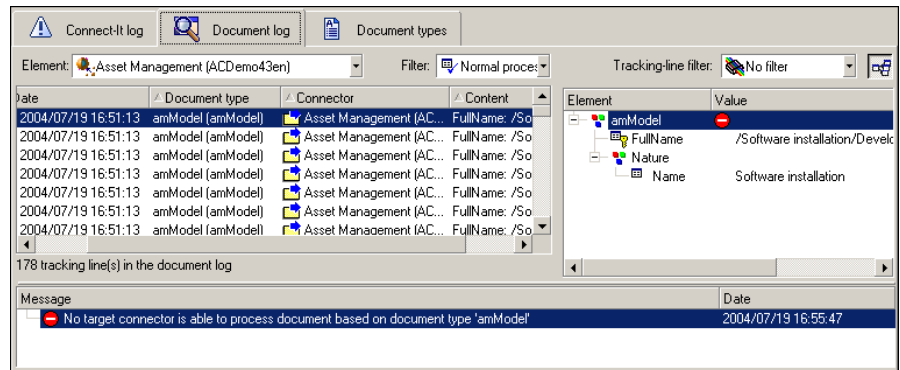 Connect-It log
Document log
Document types
Element: Asset Management (ACDemo43en)
Filter: Normal proces
Tracking-line filter: No filter
Date Document type Connector Content
2004/07/19 16:51:13 amModel (amModel) Asset Management (AC... FullName: /So
2004/07/19 16:51:13 amModel (amModel) Asset Management (AC... FullName: /So
2004/07/19 16:51:13 amModel (amModel) Asset Management (AC... FullName: /So
2004/07/19 16:51:13 amModel (amModel) Asset Management (AC... FullName: /So
2004/07/19 16:51:13 amModel (amModel) Asset Management (AC... FullName: /So
2004/07/19 16:51:13 amModel (amModel) Asset Management (AC... FullName: /So
2004/07/19 16:51:13 amModel (amModel) Asset Management (AC... FullName: /So
178 tracking line(s) in the document log
Element Value
amModel
FullName /Software installation/Develo
Nature
Name Software installation
Message Date
No target connector is able to process document based on document type 'amModel' 2004/07/19 16:55:47